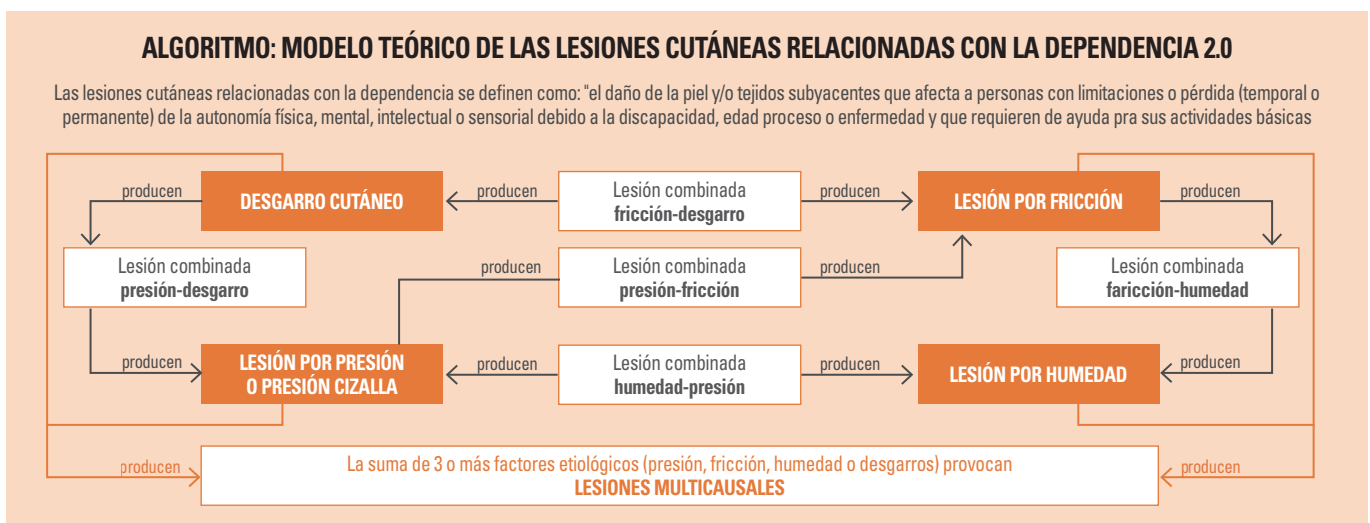 ALGORITMO: MODELO TEÓRICO DE LAS LESIONES CUTÁNEAS RELACIONADAS CON LA DEPENDENCIA 2.0
Las lesiones cutáneas relacionadas con la dependencia se definen como: "el daño de la piel y/o tejidos subyacentes que afecta a personas con limitaciones o pérdida (temporal o
permanente) de la autonomía física, mental, intelectual o sensorial debido a la discapacidad, edad proceso o enfermedad y que requieren de ayuda pra sus actividades básicas
producen
DESGARRO CUTÁNEO
producen
Lesión combinada
fricción-desgarro
producen
LESIÓN POR FRICCIÓN
producen
Lesión combinada
presión-desgarro
producen
Lesión combinada
presión-fricción
producen
Lesión combinada
faricción-humedad
producen
LESIÓN POR PRESIÓN
O PRESIÓN CIZALLA
producen
Lesión combinada
humedad-presión
producen
LESIÓN POR HUMEDAD
producen
producen
La suma de 3 o más factores etiológicos (presión, fricción, humedad o desgarros) provocan
LESIONES MULTICAUSALES
producen